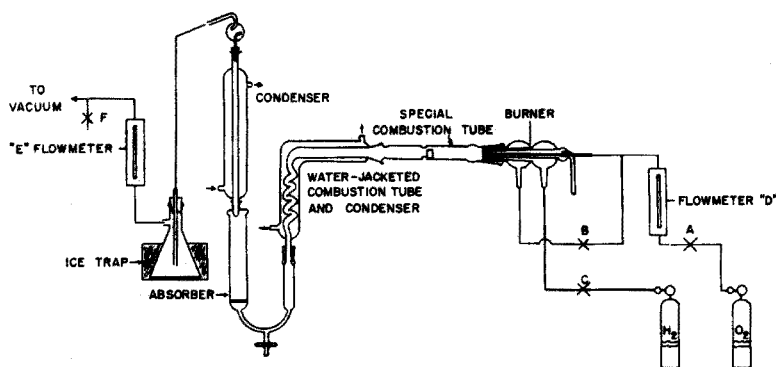 TO
VACUUM
F
"E" FLOWMETER
ICE TRAP
ABSORBER
CONDENSER
WATER-JACKETED
COMBUSTION TUBE
AND CONDENSER
SPECIAL
COMBUSTION TUBE
BURNER
B
C
A
FLOWMETER "D"
H2
O2